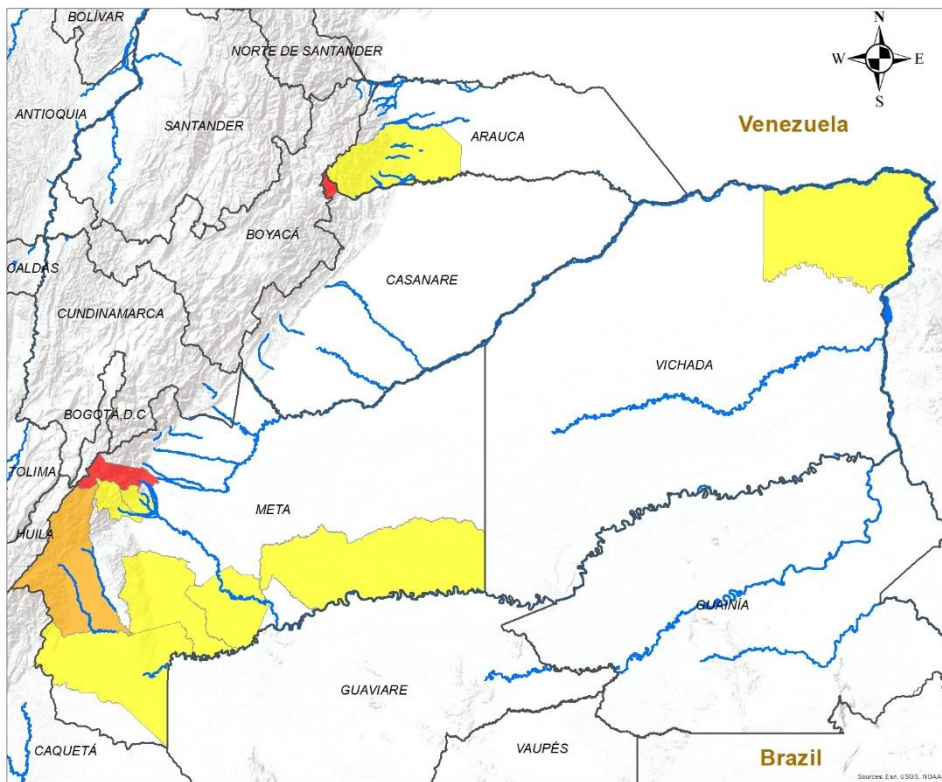 BOLÍVAR
NORTE DE SANTANDER
N
W
E
S
ANTIOQUIA
SANTANDER
Venezuela
ARAUCA
BOYACÁ
CALDAS
CASANARE
CUNDINAMARCA
VICHADA
BOGOTÁ,D.C
TOLIMA
META
HUILA
GUAINÍA
GUAVIARE
CAQUETÁ
VAUPÉS
Brazil
Sources: Esri, USGS, NOAA